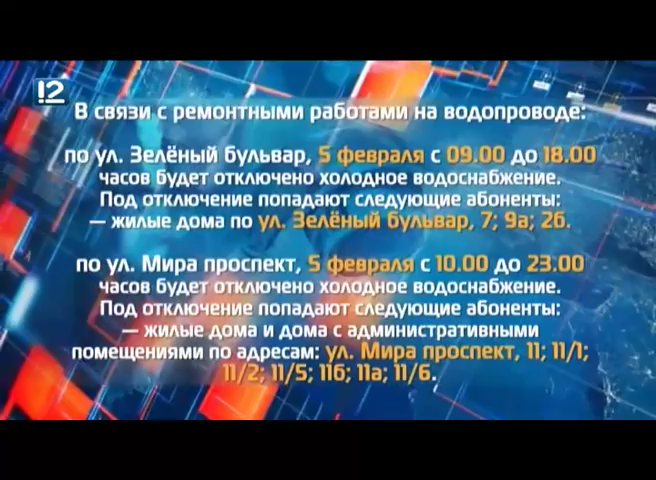 12
В связи с ремонтными работами на водопроводе:
по ул. Зелёный бульвар, 5 февраля с 09.00 до 18.00
часов будет отключено холодное водоснабжение.
Под отключение попадают следующие абоненты:
— жилые дома по ул. Зелёный бульвар, 7; 9а; 2б.
по ул. Мира проспект, 5 февраля с 10.00 до 23.00
часов будет отключено холодное водоснабжение.
Под отключение попадают следующие абоненты:
— жилые дома и дома с административными
помещениями по адресам: ул. Мира проспект, 11; 11/1;
11/2; 11/5; 11б; 11а; 11/6.